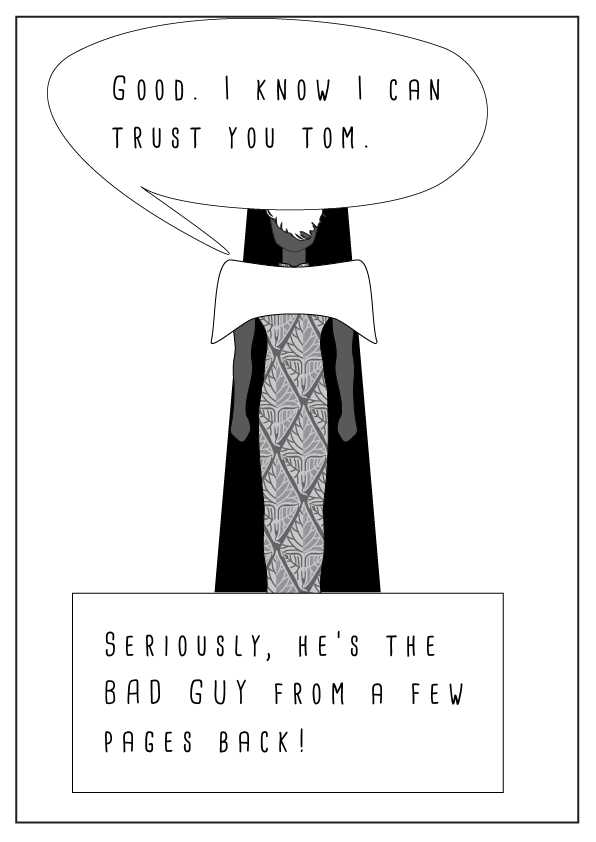 Good. I know I can
trust you Tom.
Seriously, he's the
BAD GUY from a few
pages back!